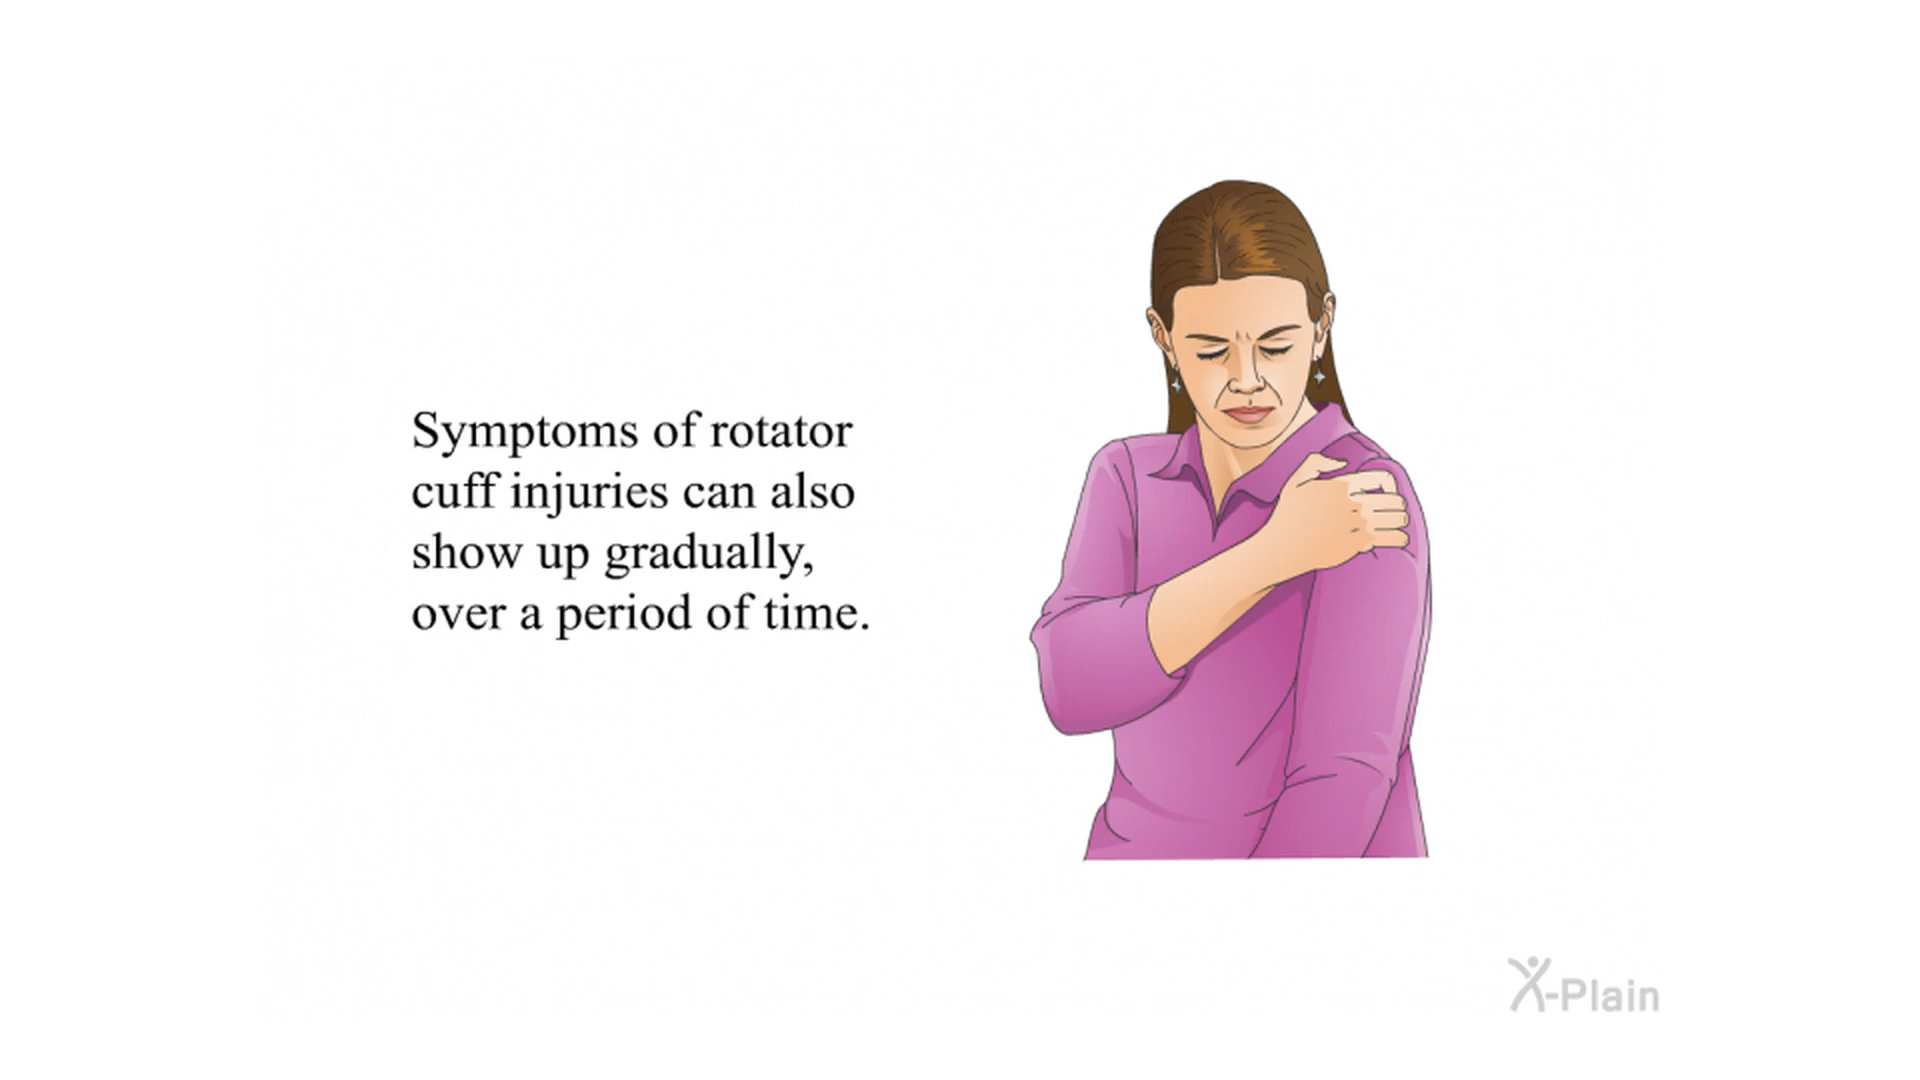 Symptoms of rotator
cuff injuries can also
show up gradually,
over a period of time.
X-Plain